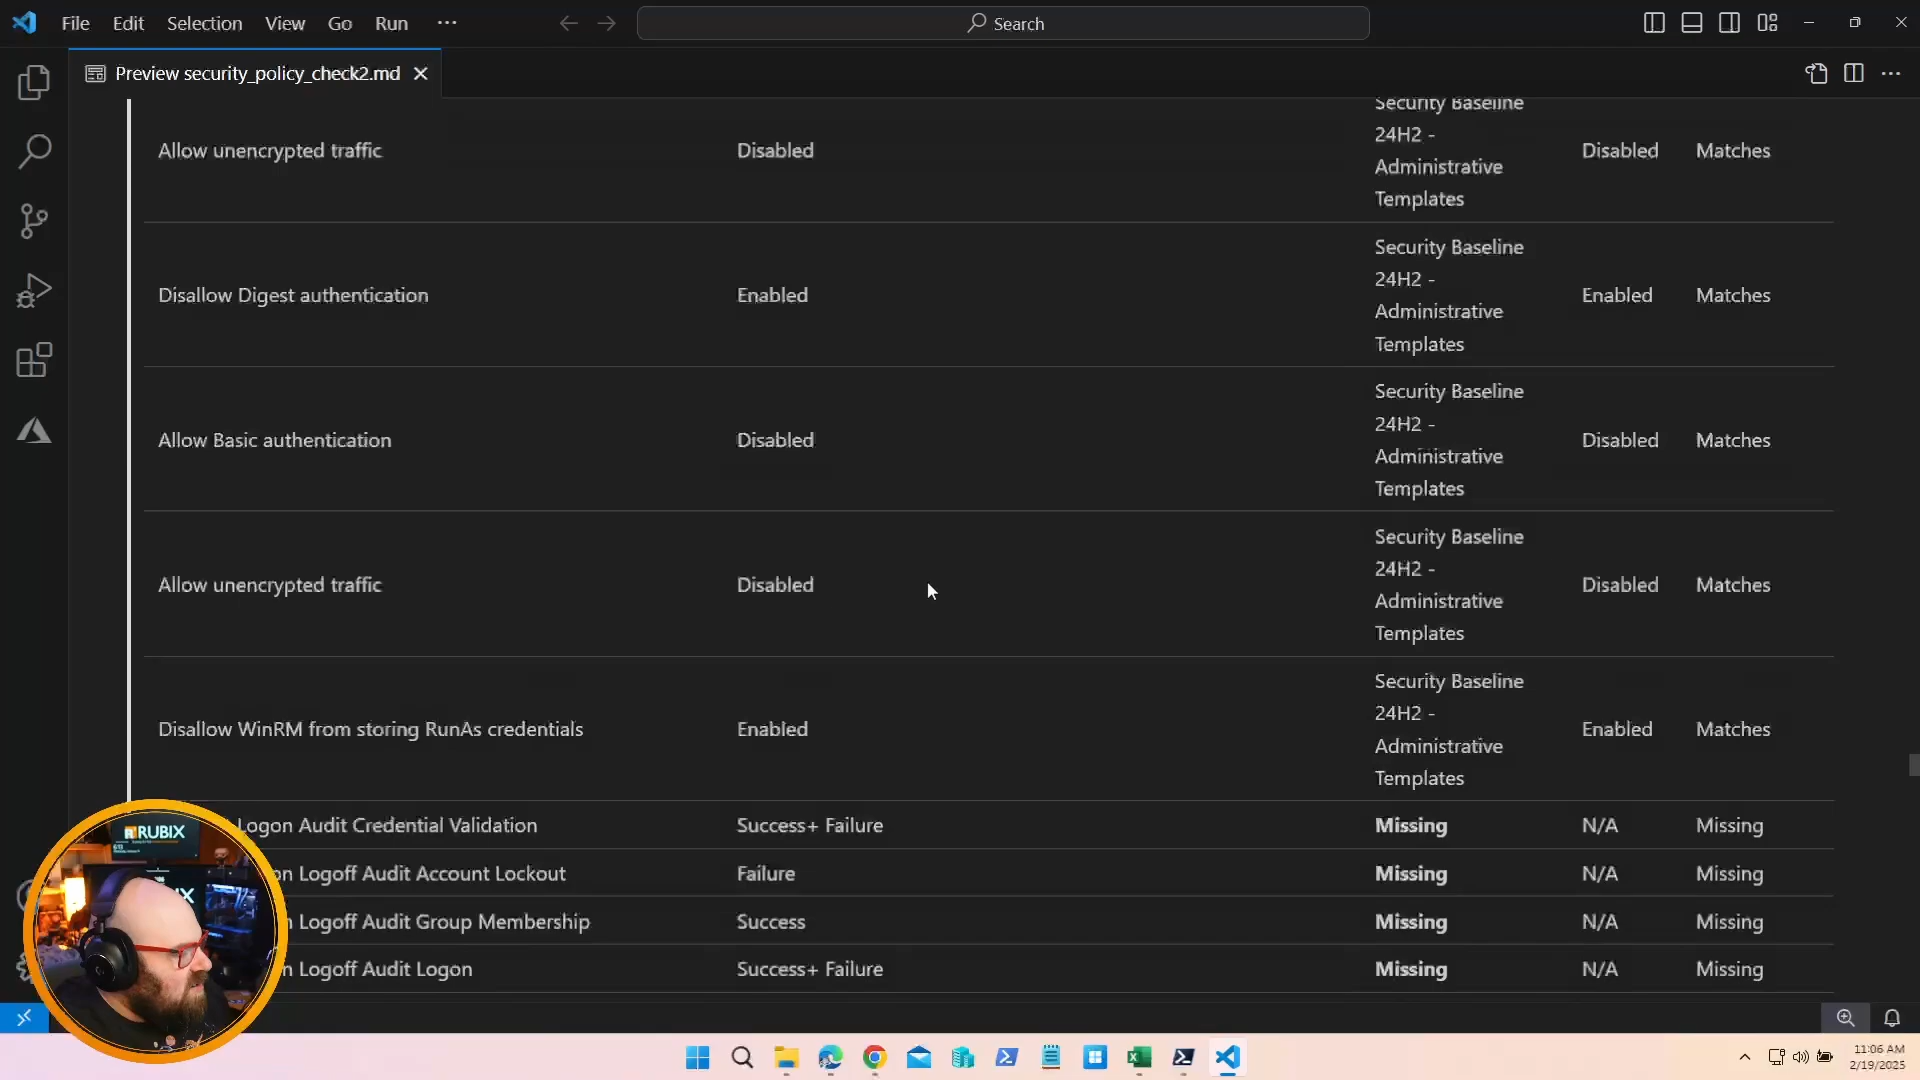 File Edit Selection View Go Run ···
Search
Preview security_policy_check2.md
Allow unencrypted traffic Disabled Security Baseline 24H2 - Administrative Templates Disabled Matches
Disallow Digest authentication Enabled Security Baseline 24H2 - Administrative Templates Enabled Matches
Allow Basic authentication Disabled Security Baseline 24H2 - Administrative Templates Disabled Matches
Allow unencrypted traffic Disabled Security Baseline 24H2 - Administrative Templates Disabled Matches
Disallow WinRM from storing RunAs credentials Enabled Security Baseline 24H2 - Administrative Templates Enabled Matches
Logon Audit Credential Validation Success+ Failure Missing N/A Missing
Logoff Audit Account Lockout Failure Missing N/A Missing
Logoff Audit Group Membership Success Missing N/A Missing
Logoff Audit Logon Success+ Failure Missing N/A Missing
RUBIX
11:06 AM
2/19/2025